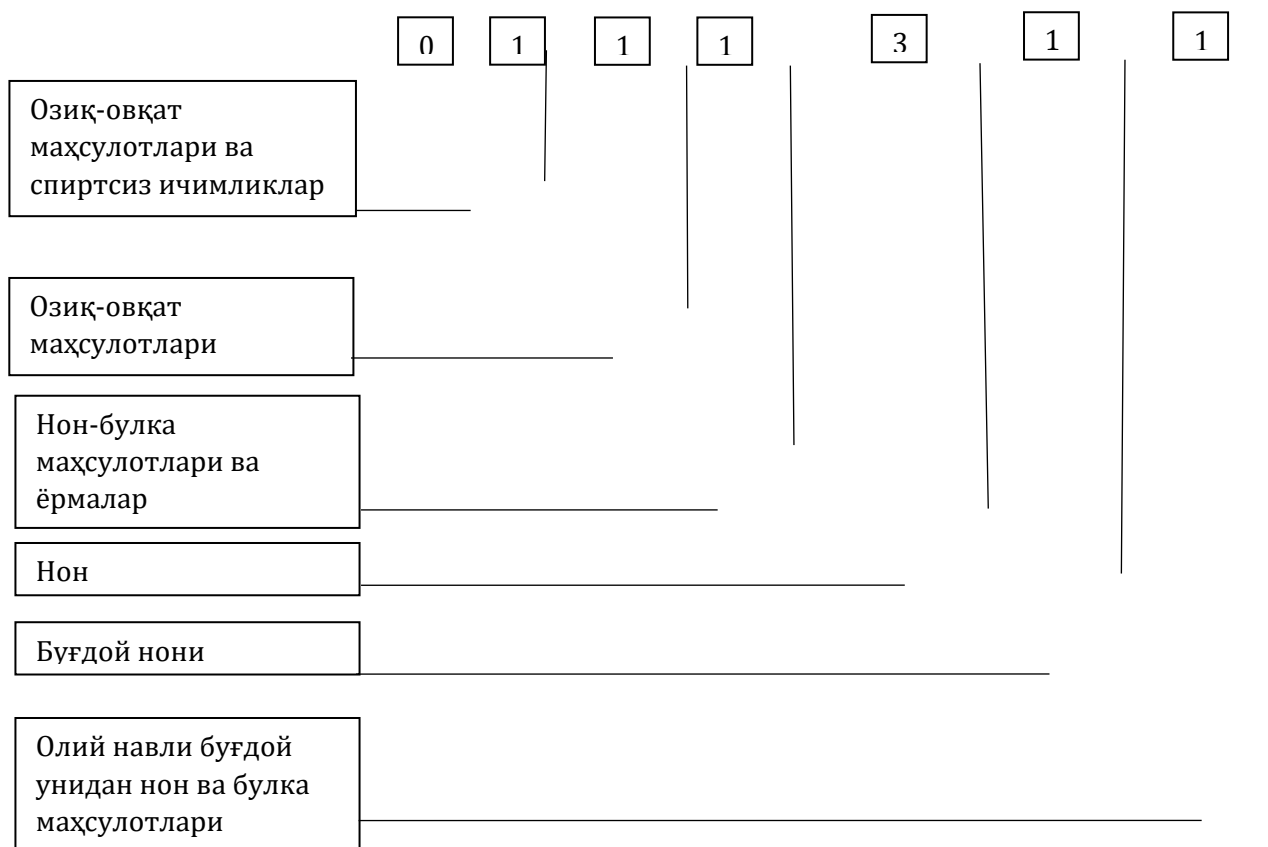 0 1 1 1 3 1 1
Озиқ-овқат
маҳсулотлари ва
спиртсиз ичимликлар
Озиқ-овқат
маҳсулотлари
Нон-булка
маҳсулотлари ва
ёрмалар
Нон
Буғдой нони
Олий навли буғдой
унидан нон ва булка
маҳсулотлари